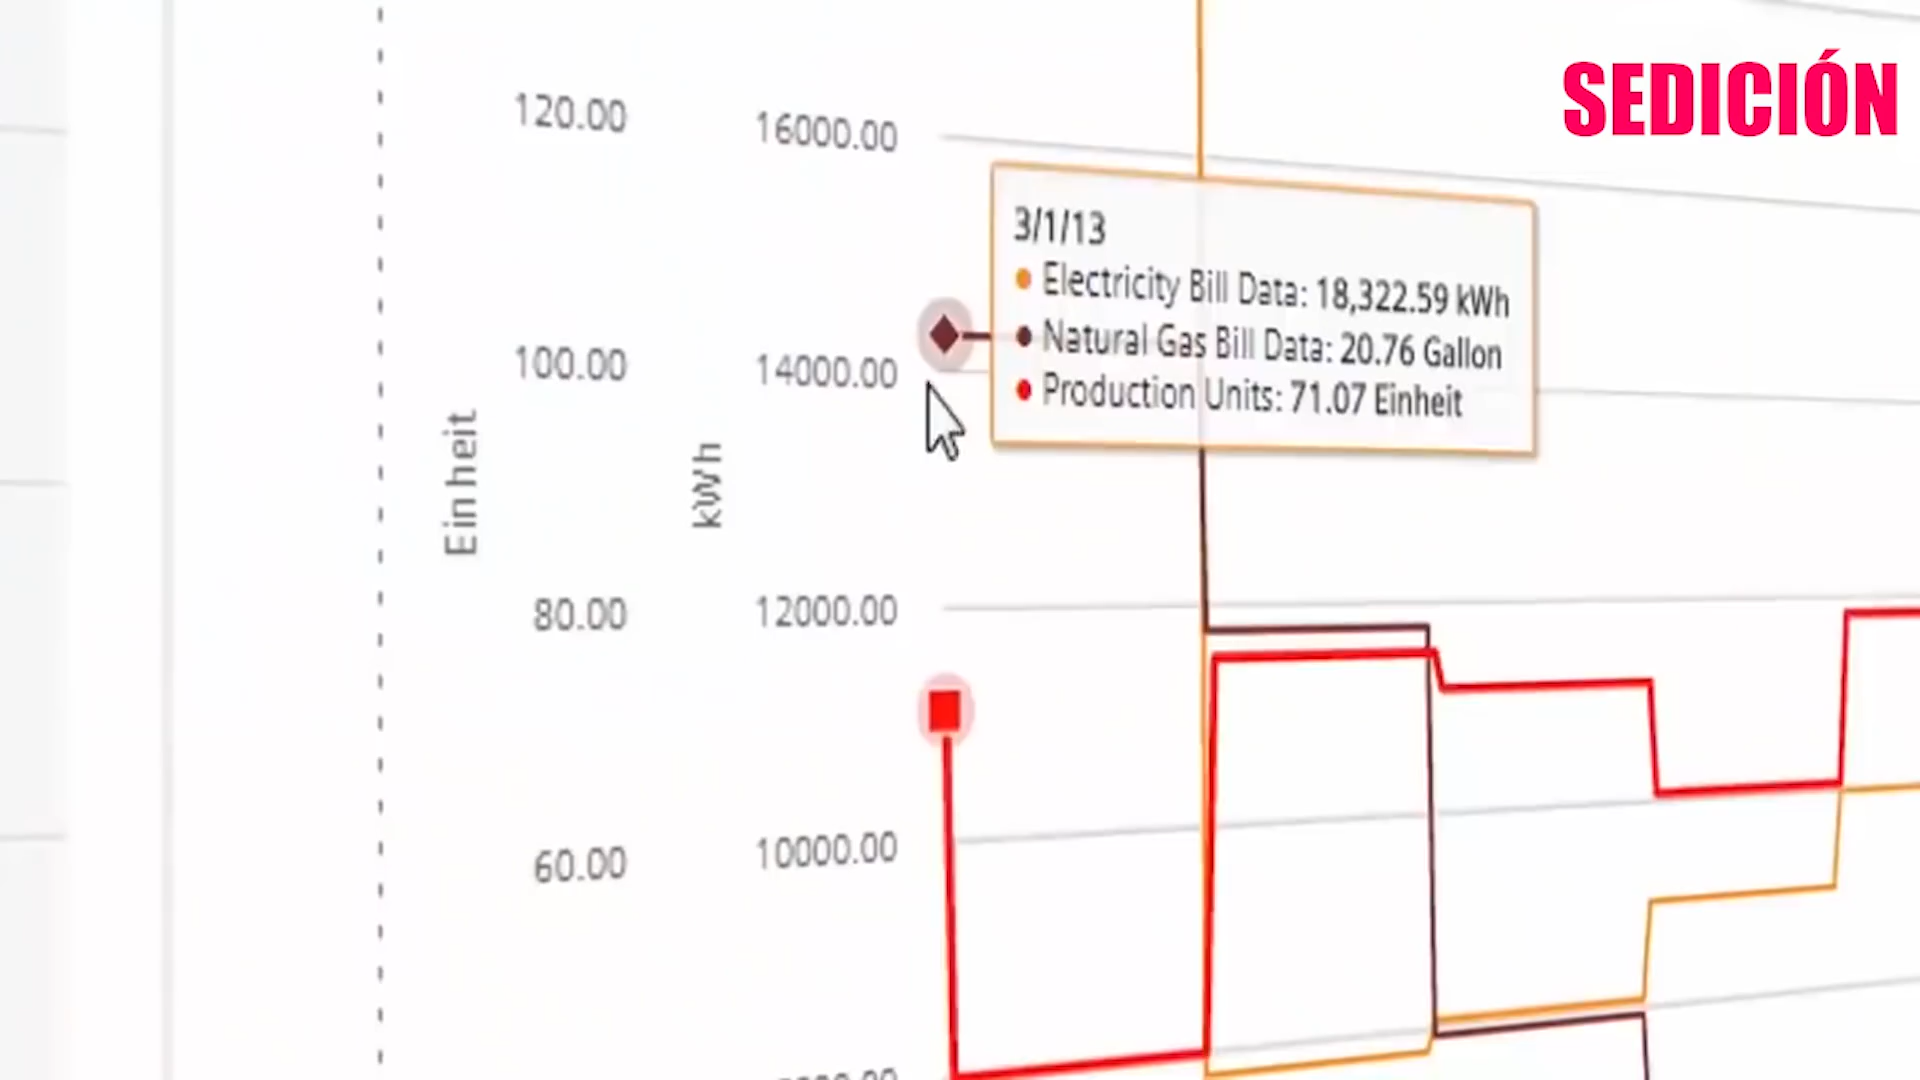 SEDICIÓN
120.00
16000.00
3/1/13
Electricity Bill Data: 18,322.59 kWh
Natural Gas Bill Data: 20.76 Gallon
Production Units: 71.07 Einheit
100.00
14000.00
Einheit
kWh
80.00
12000.00
60.00
10000.00